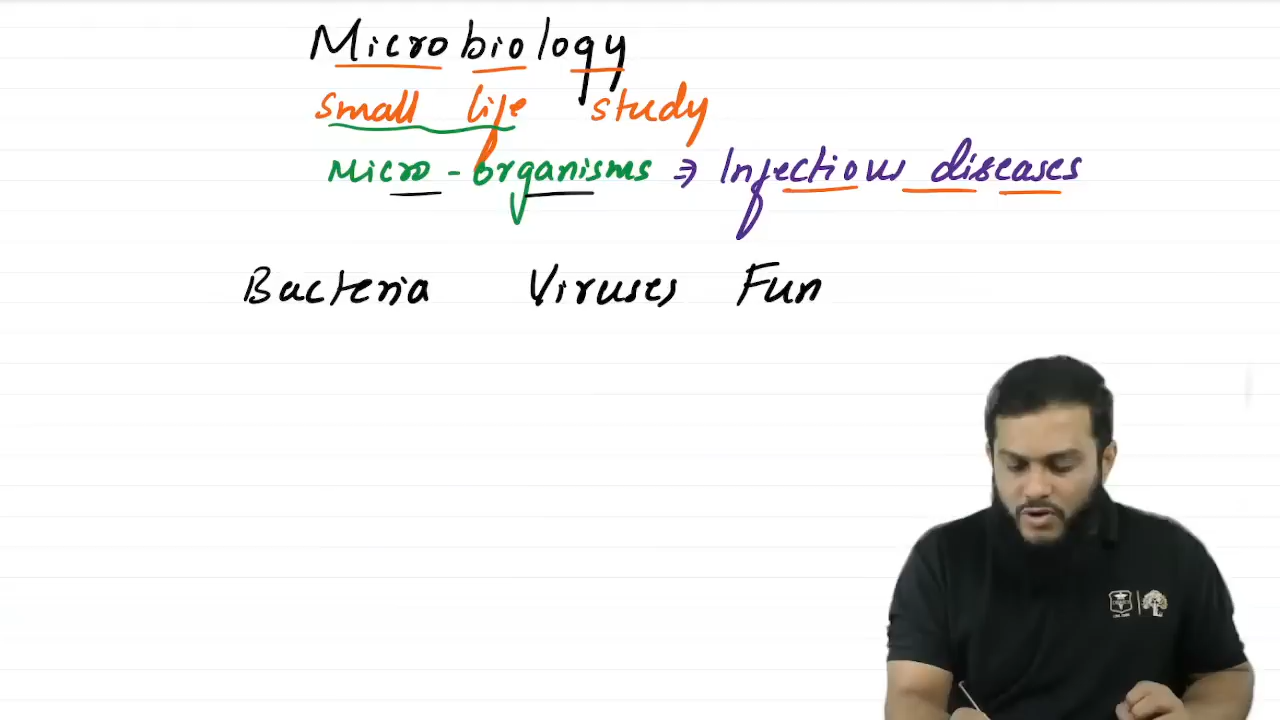 Microbiology
small life study
Micro-organisms ⇒ Infectious diseases
Bacteria Viruses Fun